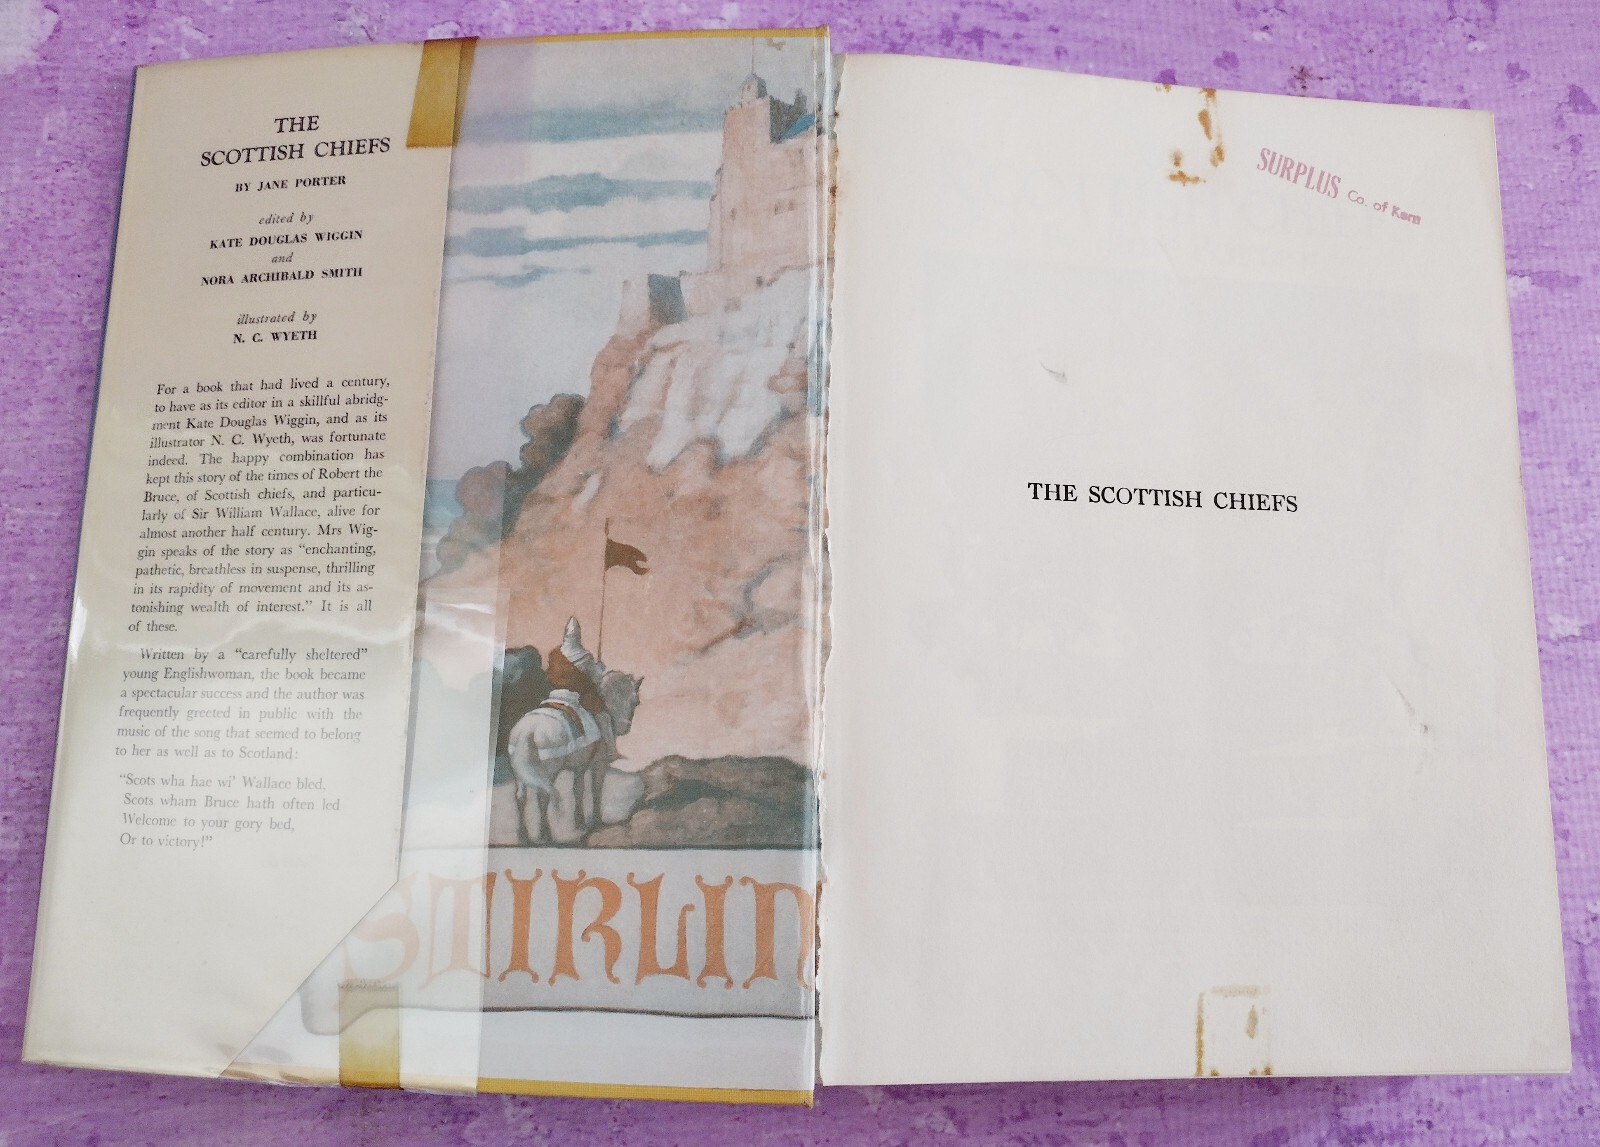 THE
SCOTTISH CHIEFS
BY JANE PORTER
edited by
KATE DOUGLAS WIGGIN
and
NORA ARCHIBALD SMITH
illustrated by
N. C. WYETH
For a book that had lived a century,
to have as its editor in a skillful abridg-
ment Kate Douglas Wiggin, and as its
illustrator N. C. Wyeth, was fortunate
indeed. The happy combination has
kept this story of the times of Robert the
Bruce, of Scottish chiefs, and particu-
larly of Sir William Wallace, alive for
almost another half century. Mrs Wig-
gin speaks of the story as "enchanting,
pathetic, breathless in suspense, thrilling
in its rapidity of movement and its as-
tonishing wealth of interest." It is all
of these.
Written by a "carefully sheltered"
young Englishwoman, the book became
a spectacular success and the author was
frequently greeted in public with the
music of the song that seemed to belong
to her as well as to Scotland:
"Scots wha hae wi' Wallace bled,
Scots wham Bruce hath often led
Welcome to your gory bed,
Or to victory!"
STIRLIN
SURPLUS Co. of Kern
THE SCOTTISH CHIEFS